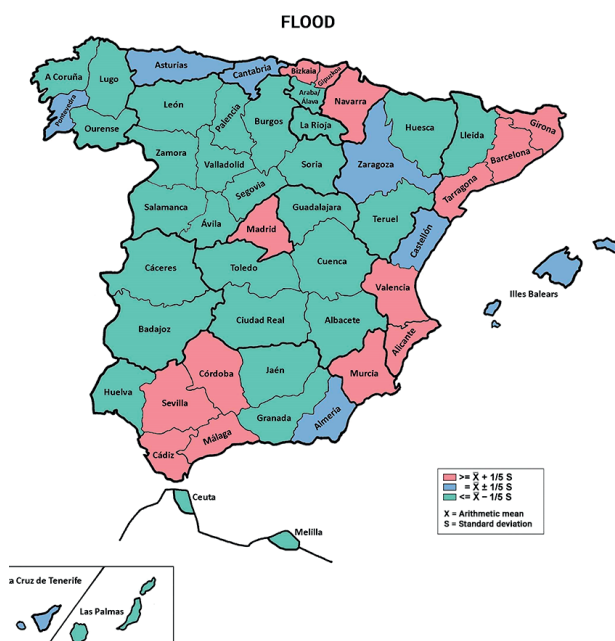 FLOOD
A Coruña
Lugo
Asturias
Cantabria
Bizkaia
Gipuzkoa
Araba/
Álava
Navarra
Pontevedra
Ourense
León
Palencia
Burgos
La Rioja
Huesca
Lleida
Girona
Barcelona
Tarragona
Zamora
Valladolid
Soria
Zaragoza
Segovia
Salamanca
Ávila
Madrid
Guadalajara
Teruel
Castellón
Cáceres
Toledo
Cuenca
Valencia
Illes Balears
Badajoz
Ciudad Real
Albacete
Alicante
Murcia
Huelva
Sevilla
Córdoba
Jaén
Granada
Almería
Cádiz
Málaga
Ceuta
Melilla
>= X̅ + 1/5 S
= X̅ ± 1/5 S
<= X̅ − 1/5 S
X = Arithmetic mean
S = Standard deviation
a Cruz de Tenerife
Las Palmas